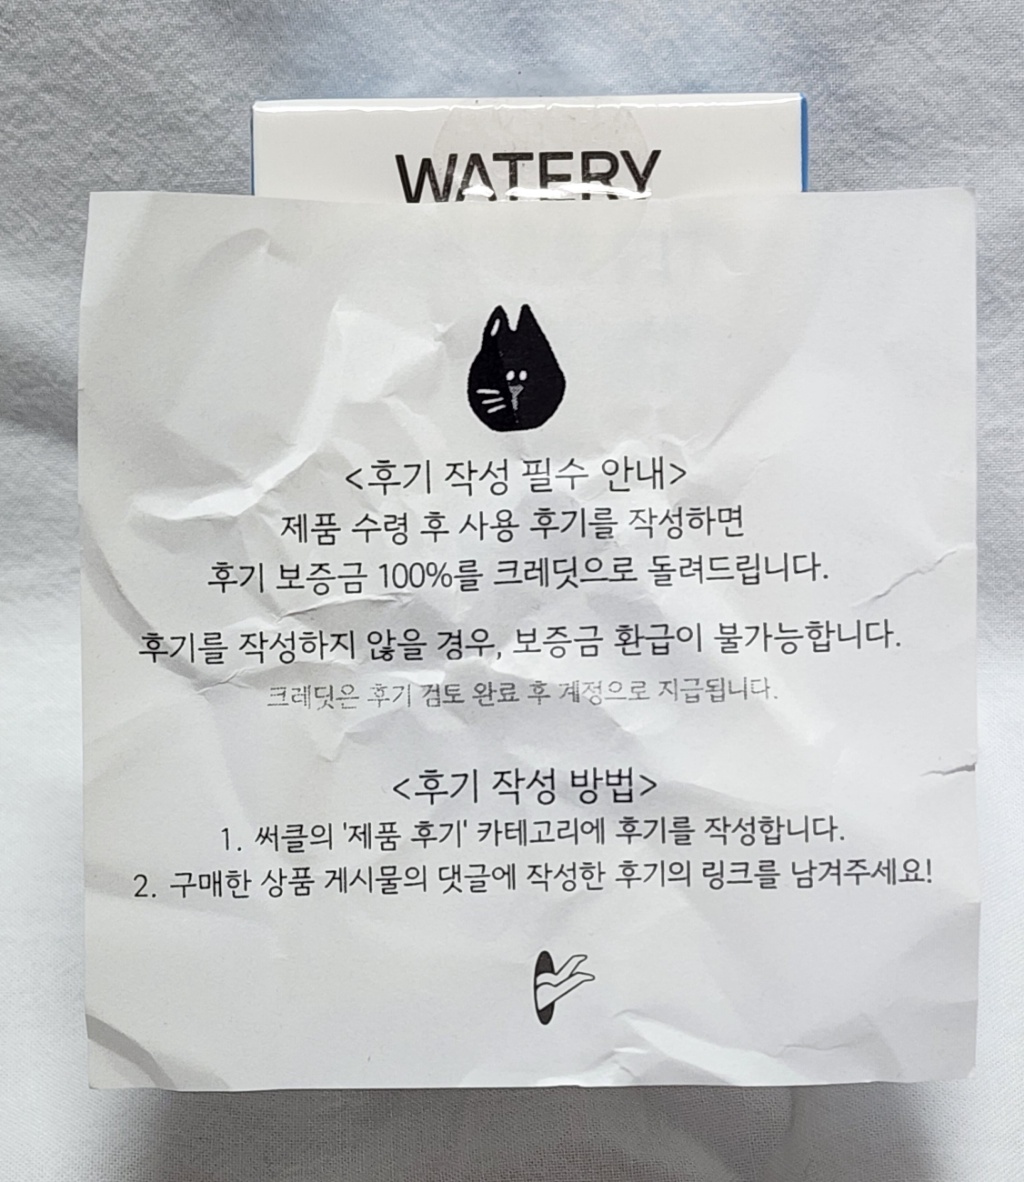 WATERY
<후기 작성 필수 안내>
제품 수령 후 사용 후기를 작성하면
후기 보증금 100%를 크레딧으로 돌려드립니다.
후기를 작성하지 않을 경우, 보증금 환급이 불가능합니다.
크레딧은 후기 검토 완료 후 계정으로 지급됩니다.
<후기 작성 방법>
1. 써클의 '제품 후기' 카테고리에 후기를 작성합니다.
2. 구매한 상품 게시물의 댓글에 작성한 후기의 링크를 남겨주세요!